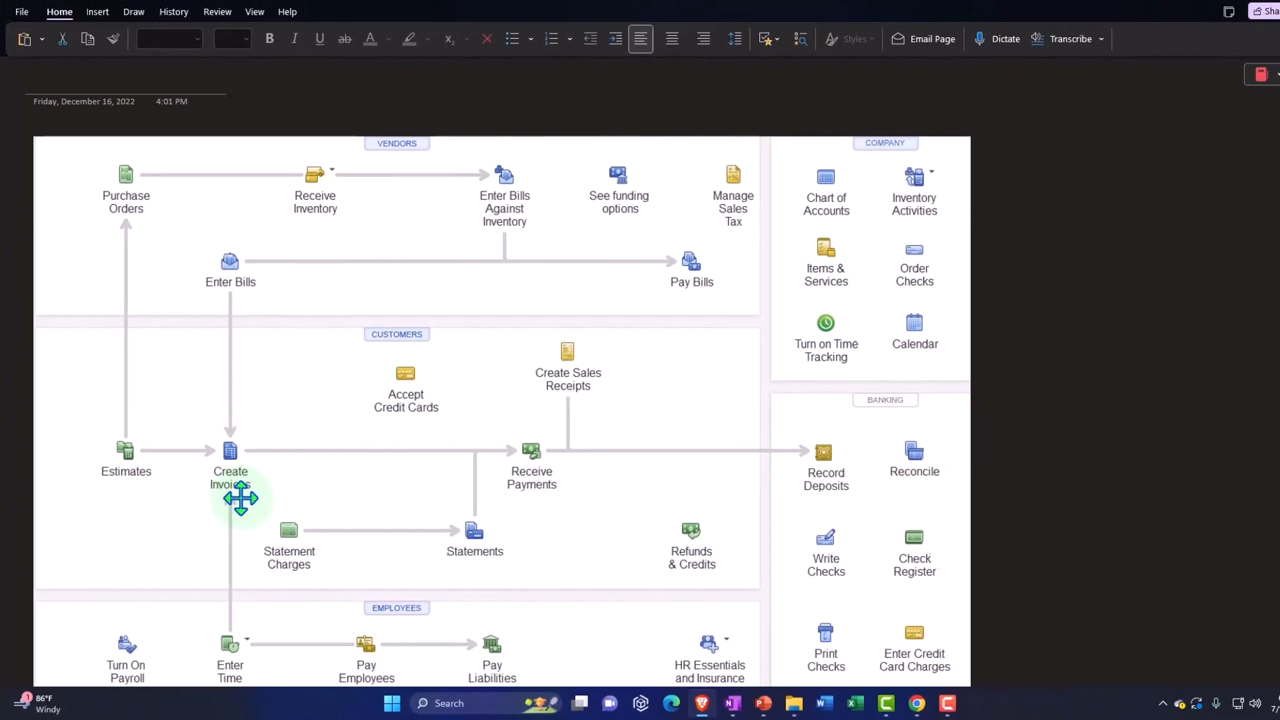 File Home Insert Draw History Review View Help
Styles Email Page Dictate Transcribe
Friday, December 16, 2022 4:01 PM
VENDORS
COMPANY
Purchase
Orders
Receive
Inventory
Enter Bills
Against
Inventory
See funding
options
Manage
Sales
Tax
Chart of
Accounts
Inventory
Activities
Enter Bills
Pay Bills
Items &
Services
Order
Checks
Turn on Time
Tracking
Calendar
CUSTOMERS
Accept
Credit Cards
Create Sales
Receipts
BANKING
Estimates
Create
Invoices
Receive
Payments
Record
Deposits
Reconcile
Statement
Charges
Statements
Refunds
& Credits
Write
Checks
Check
Register
EMPLOYEES
Turn On
Payroll
Enter
Time
Pay
Employees
Pay
Liabilities
HR Essentials
and Insurance
Print
Checks
Enter Credit
Card Charges
86°F
Windy
Search